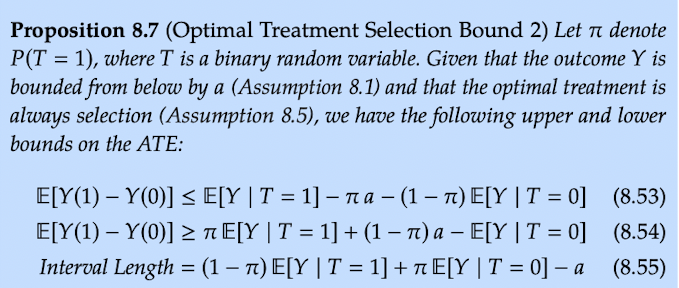 Proposition 8.7 (Optimal Treatment Selection Bound 2) Let π denote
P(T = 1), where T is a binary random variable. Given that the outcome Y is
bounded from below by a (Assumption 8.1) and that the optimal treatment is
always selection (Assumption 8.5), we have the following upper and lower
bounds on the ATE:
𝔼[Y(1) − Y(0)] ≤ 𝔼[Y | T = 1] − π a − (1 − π) 𝔼[Y | T = 0] (8.53)
𝔼[Y(1) − Y(0)] ≥ π 𝔼[Y | T = 1] + (1 − π) a − 𝔼[Y | T = 0] (8.54)
Interval Length = (1 − π) 𝔼[Y | T = 1] + π 𝔼[Y | T = 0] − a (8.55)